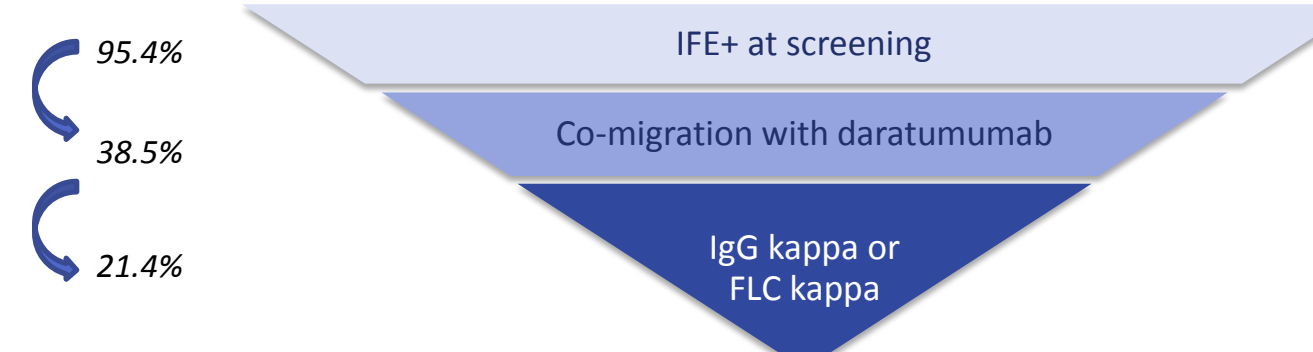 95.4%
IFE+ at screening
38.5%
Co-migration with daratumumab
21.4%
IgG kappa or
FLC kappa